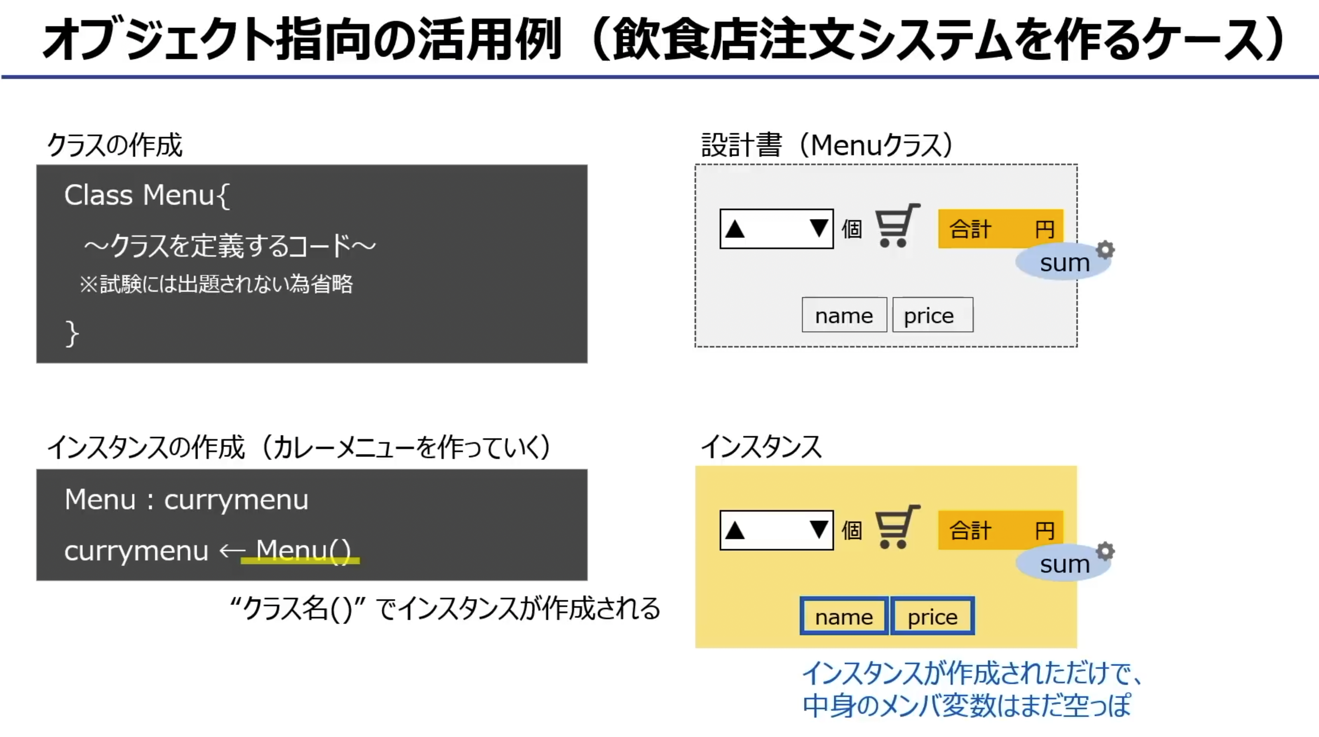 オブジェクト指向の活用例（飲食店注文システムを作るケース）
クラスの作成
Class Menu{
～クラスを定義するコード～
※試験には出題されない為省略
}
設計書（Menuクラス）
▲ ▼ 個 合計 円
sum
name price
インスタンスの作成（カレーメニューを作っていく）
Menu : currymenu
currymenu ← Menu()
“クラス名()” でインスタンスが作成される
インスタンス
▲ ▼ 個 合計 円
sum
name price
インスタンスが作成されただけで、
中身のメンバ変数はまだ空っぽ